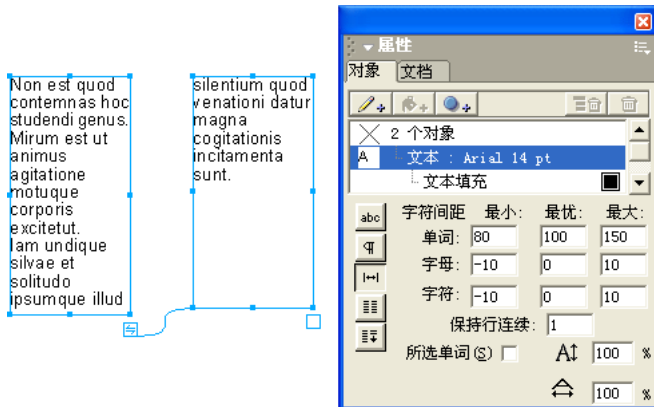 Non est quod
contemnas hoc
studendi genus.
Mirum est ut
animus
agitatione
motuque
corporis
excitetut.
Iam undique
silvae et
solitudo
ipsumque illud
silentium quod
venationi datur
magna
cogitationis
incitamenta
sunt.
属性
对象 文档
2 个对象
A 文本 : Arial 14 pt
文本填充
abc
字符间距 最小: 最优: 最大:
单词: 80 100 150
字母: -10 0 10
字符: -10 0 10
保持行连续: 1
所选单词(S) A 100 %
100 %